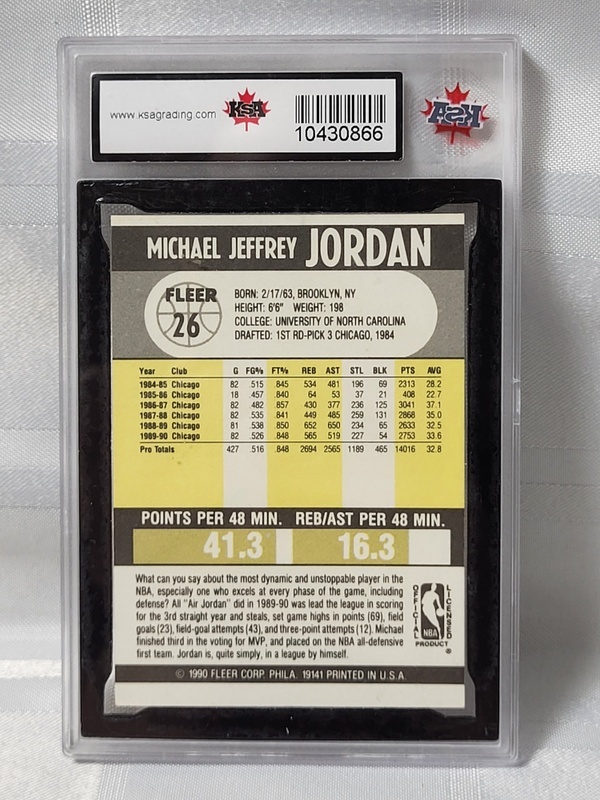 www.ksagrading.com KSA
10430866
KSA
MICHAEL JEFFREY JORDAN
FLEER
26
BORN: 2/17/63, BROOKLYN, NY
HEIGHT: 6'6" WEIGHT: 198
COLLEGE: UNIVERSITY OF NORTH CAROLINA
DRAFTED: 1ST RD-PICK 3 CHICAGO, 1984
Year Club G FG% FT% REB AST STL BLK PTS AVG
1984-85 Chicago 82 .515 .845 534 481 196 69 2313 28.2
1985-86 Chicago 18 .457 .840 64 53 37 21 408 22.7
1986-87 Chicago 82 .482 .857 430 377 236 125 3041 37.1
1987-88 Chicago 82 .535 .841 449 485 259 131 2868 35.0
1988-89 Chicago 81 .538 .850 652 650 234 65 2633 32.5
1989-90 Chicago 82 .526 .848 565 519 227 54 2753 33.6
Pro Totals 427 .516 .848 2694 2565 1189 465 14016 32.8
POINTS PER 48 MIN. REB/AST PER 48 MIN.
41.3 16.3
What can you say about the most dynamic and unstoppable player in the
NBA, especially one who excels at every phase of the game, including
defense? All "Air Jordan" did in 1989-90 was lead the league in scoring
for the 3rd straight year and steals, set game highs in points (69), field
goals (23), field-goal attempts (43), and three-point attempts (12). Michael
finished third in the voting for MVP, and placed on the NBA all-defensive
first team. Jordan is, quite simply, in a league by himself.
OFFICIAL
LICENSED
NBA
PRODUCT ®
© 1990 FLEER CORP. PHILA. 19141 PRINTED IN U.S.A.